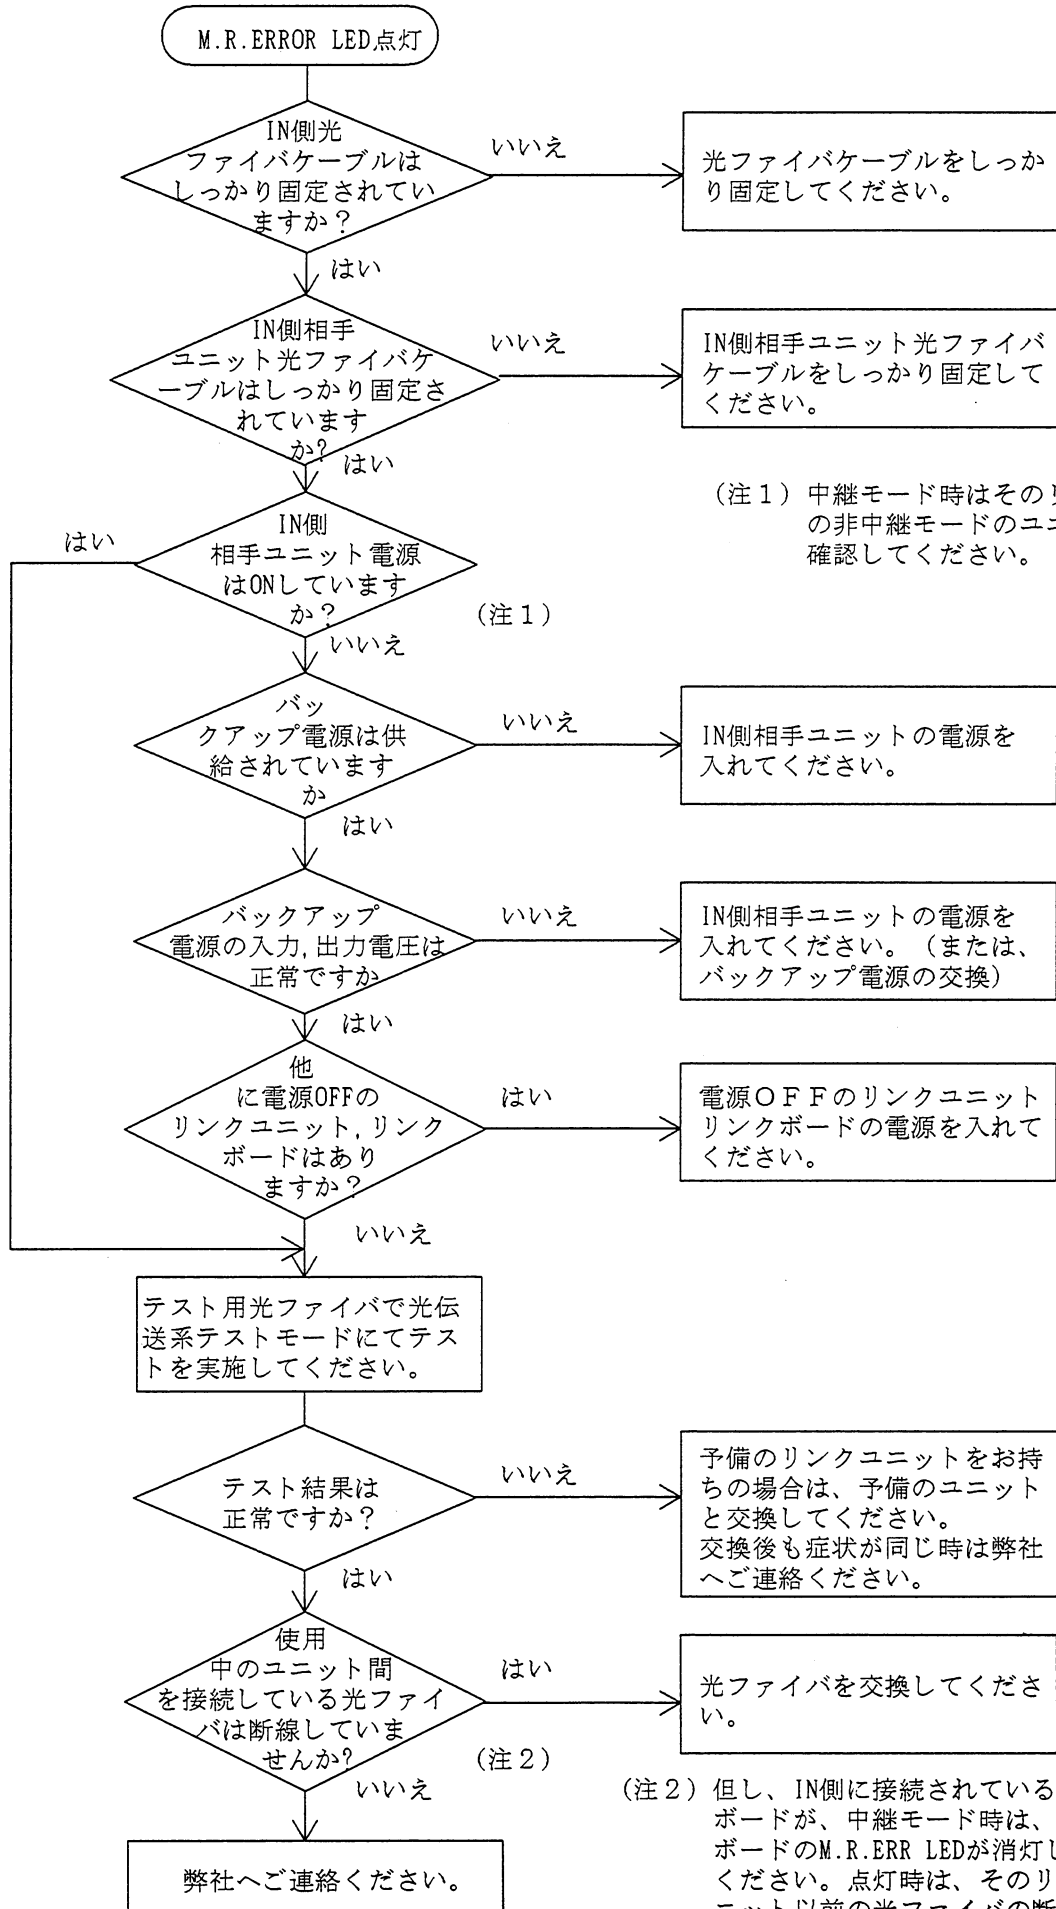 M.R.ERROR LED点灯
IN側光
ファイバケーブルは
しっかり固定されてい
ますか？
いいえ
光ファイバケーブルをしっか
り固定してください。
はい
IN側相手
ユニット光ファイバケ
ーブルはしっかり固定さ
れています
か?
いいえ
IN側相手ユニット光ファイバ
ケーブルをしっかり固定して
ください。
はい
（注１）中継モード時はその
の非中継モードのユニ
確認してください。
IN側
相手ユニット電源
はONしています
か？
はい
（注１）
いいえ
バッ
クアップ電源は供
給されています
か
いいえ
IN側相手ユニットの電源を
入れてください。
はい
バックアップ
電源の入力,出力電圧は
正常ですか
いいえ
IN側相手ユニットの電源を
入れてください。（または、
バックアップ電源の交換）
はい
他
に電源OFFの
リンクユニット,リンク
ボードはあり
ますか？
はい
電源ＯＦＦのリンクユニット
リンクボードの電源を入れて
ください。
いいえ
テスト用光ファイバで光伝
送系テストモードにてテス
トを実施してください。
テスト結果は
正常ですか？
いいえ
予備のリンクユニットをお持
ちの場合は、予備のユニット
と交換してください。
交換後も症状が同じ時は弊社
へご連絡ください。
はい
使用
中のユニット間
を接続している光ファイ
バは断線していま
せんか?
はい
光ファイバを交換してくださ
い。
（注２）
いいえ
弊社へご連絡ください。
（注２）但し、IN側に接続されている
ボードが、中継モード時は、
ボードのM.R.ERR LEDが消灯し
ください。点灯時は、そのリ
ニット以前の光ファイバの断